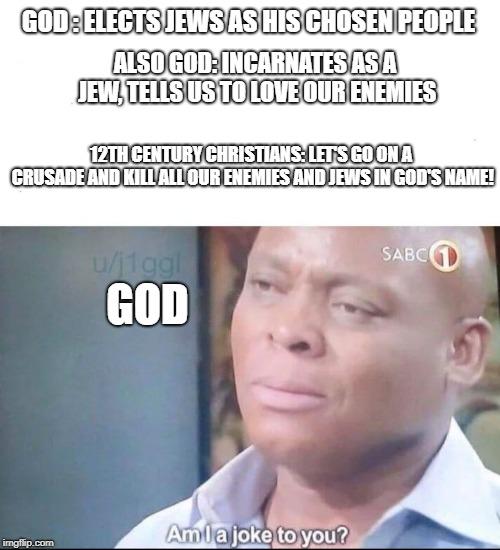 GOD : ELECTS JEWS AS HIS CHOSEN PEOPLE
ALSO GOD: INCARNATES AS A
JEW, TELLS US TO LOVE OUR ENEMIES
12TH CENTURY CHRISTIANS: LET'S GO ON A
CRUSADE AND KILL ALL OUR ENEMIES AND JEWS IN GOD'S NAME!
SABC 1
u/j1ggl
GOD
Am I a joke to you?
imgflip.com